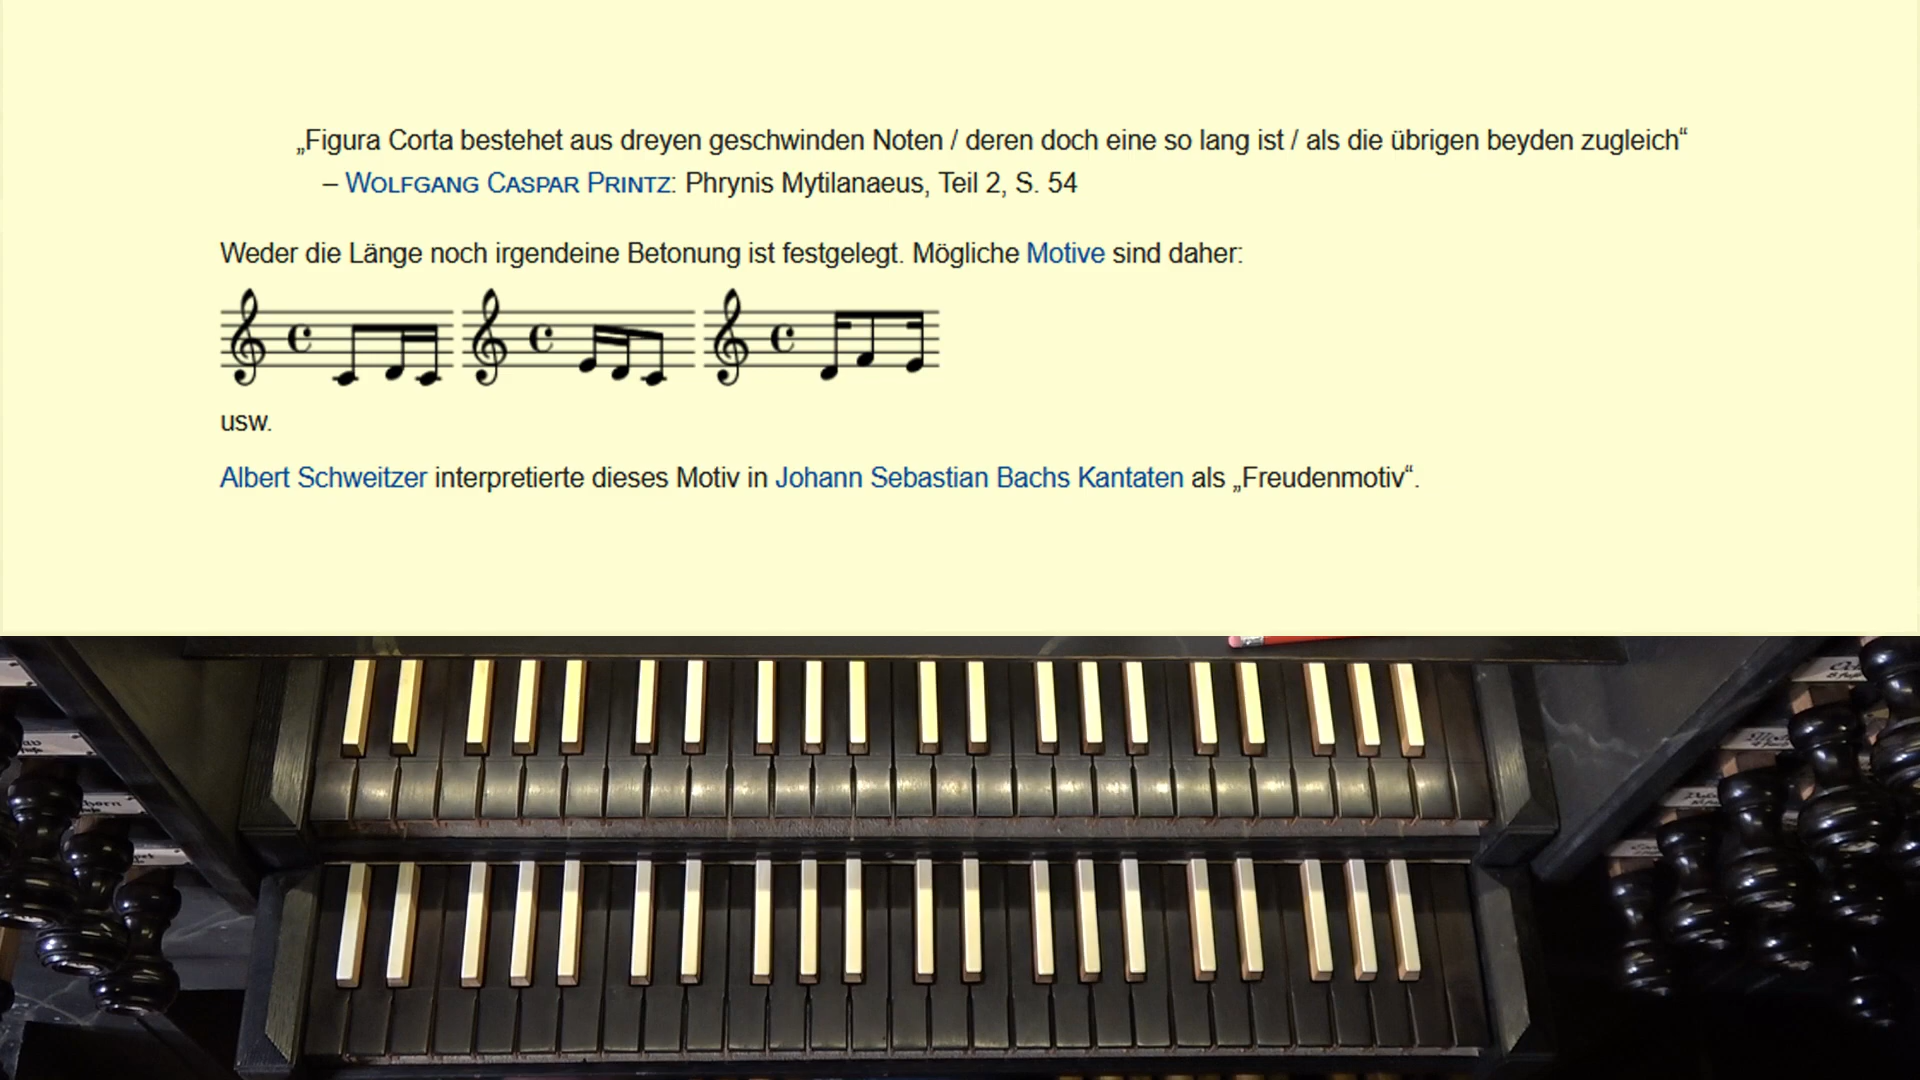 „Figura Corta bestehet aus dreyen geschwinden Noten / deren doch eine so lang ist / als die übrigen beyden zugleich“
– WOLFGANG CASPAR PRINTZ: Phrynis Mytilanaeus, Teil 2, S. 54
Weder die Länge noch irgendeine Betonung ist festgelegt. Mögliche Motive sind daher:
usw.
Albert Schweitzer interpretierte dieses Motiv in Johann Sebastian Bachs Kantaten als „Freudenmotiv“.